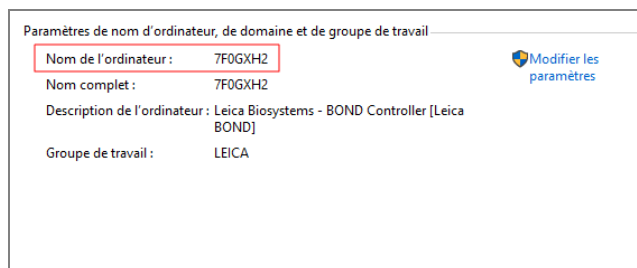 Paramètres de nom d'ordinateur, de domaine et de groupe de travail
Nom de l'ordinateur : 7F0GXH2
Modifier les
paramètres
Nom complet : 7F0GXH2
Description de l'ordinateur : Leica Biosystems - BOND Controller [Leica
BOND]
Groupe de travail : LEICA